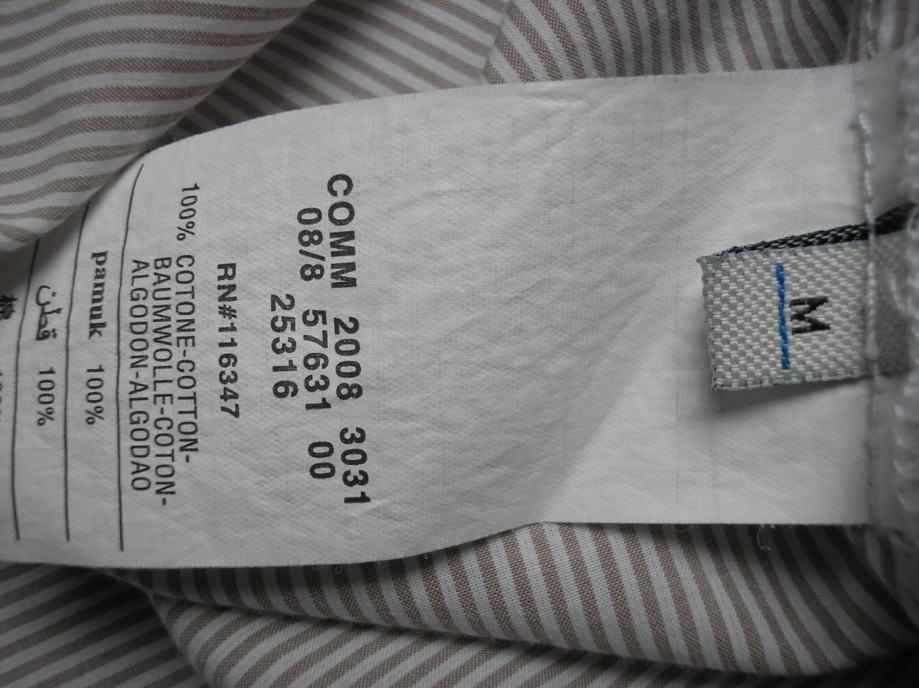 M
COMM 2008 3031
08/8 57631 00
25316
RN#116347
100% COTONE-COTTON-
BAUMWOLLE-COTON-
ALGODON-ALGODAO
pamuk 100%
قطن 100%